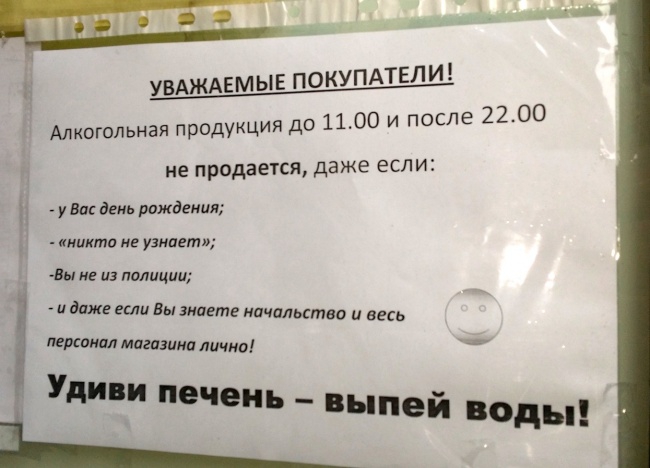 УВАЖАЕМЫЕ ПОКУПАТЕЛИ!
Алкогольная продукция до 11.00 и после 22.00
не продается, даже если:
- у Вас день рождения;
- «никто не узнает»;
-Вы не из полиции;
- и даже если Вы знаете начальство и весь
персонал магазина лично!
Удиви печень – выпей воды!